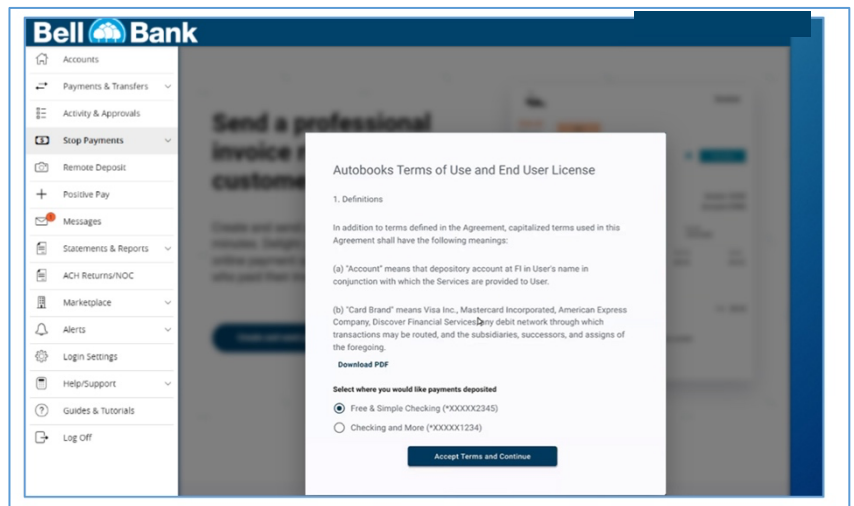 Bell Bank
Accounts
Payments & Transfers
Activity & Approvals
Stop Payments
Remote Deposit
Positive Pay
Messages
Statements & Reports
ACH Returns/NOC
Marketplace
Alerts
Login Settings
Help/Support
Guides & Tutorials
Log Off
Send a professional
invoice
custome
Autobooks Terms of Use and End User License
1. Definitions
In addition to terms defined in the Agreement, capitalized terms used in this
Agreement shall have the following meanings:
(a) "Account" means that depository account at FI in User's name in
conjunction with which the Services are provided to User.
(b) "Card Brand" means Visa Inc., Mastercard Incorporated, American Express
Company, Discover Financial Services, any debit network through which
transactions may be routed, and the subsidiaries, successors, and assigns of
the foregoing.
Download PDF
Select where you would like payments deposited
Free & Simple Checking (*XXXXX2345)
Checking and More (*XXXXX1234)
Accept Terms and Continue